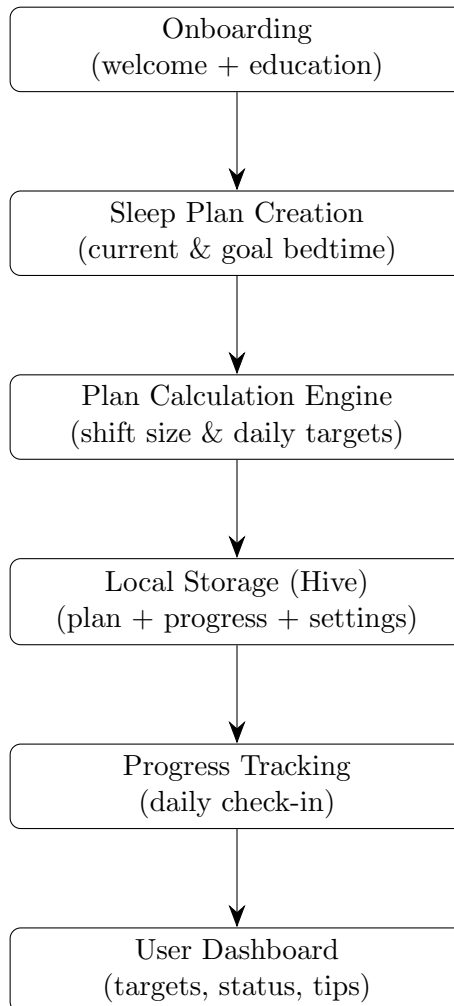 Onboarding
(welcome + education)
Sleep Plan Creation
(current & goal bedtime)
Plan Calculation Engine
(shift size & daily targets)
Local Storage (Hive)
(plan + progress + settings)
Progress Tracking
(daily check-in)
User Dashboard
(targets, status, tips)